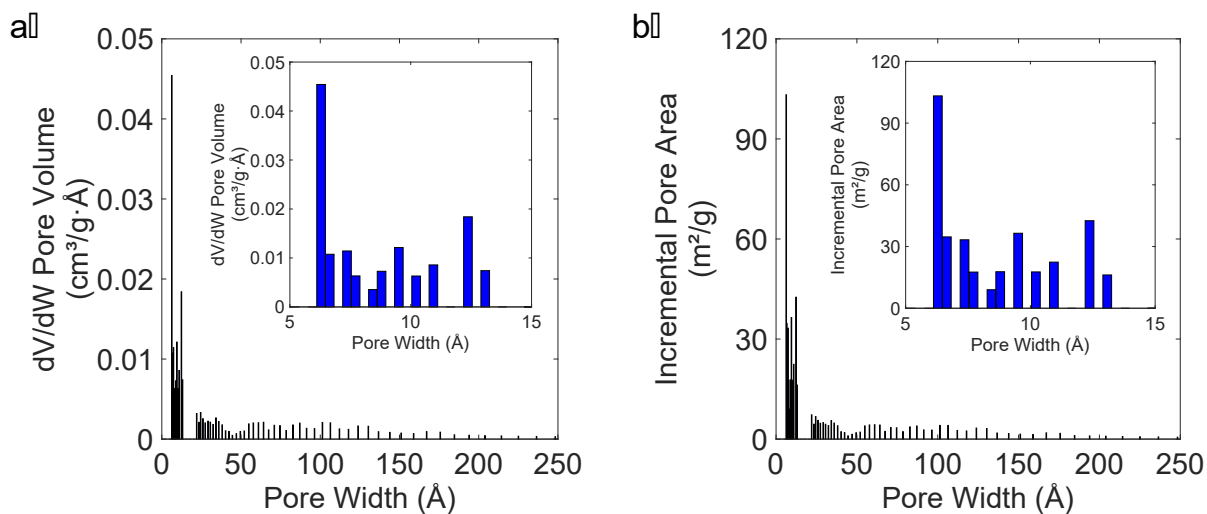 a
0.05
0.04
0.03
0.02
0.01
0
dV/dW Pore Volume
(cm³/g·Å)
0 50 100 150 200 250
Pore Width (Å)
0.05
0.04
0.03
0.02
0.01
0
dV/dW Pore Volume
(cm³/g·Å)
5 10 15
Pore Width (Å)
b
120
90
60
30
0
Incremental Pore Area
(m²/g)
0 50 100 150 200 250
Pore Width (Å)
120
90
60
30
0
Incremental Pore Area
(m²/g)
5 10 15
Pore Width (Å)